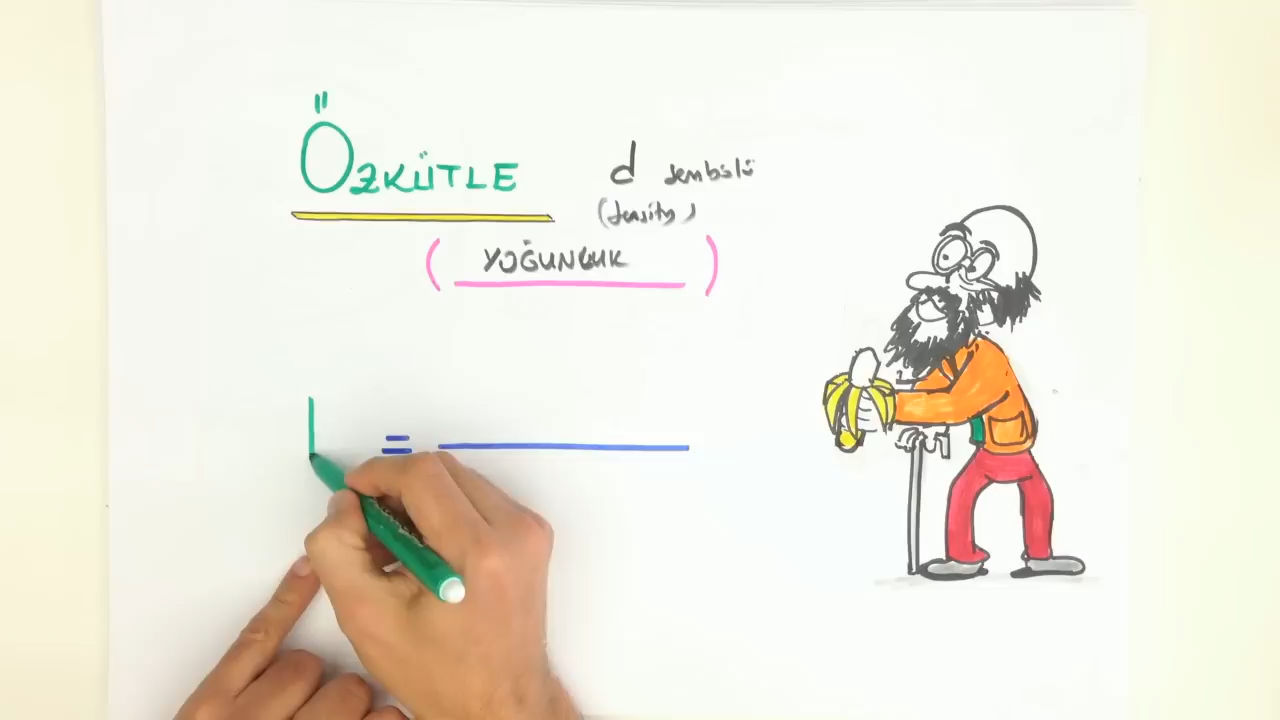 ÖZKÜTLE
d sembolü
(density)
(YOĞUNLUK)
=